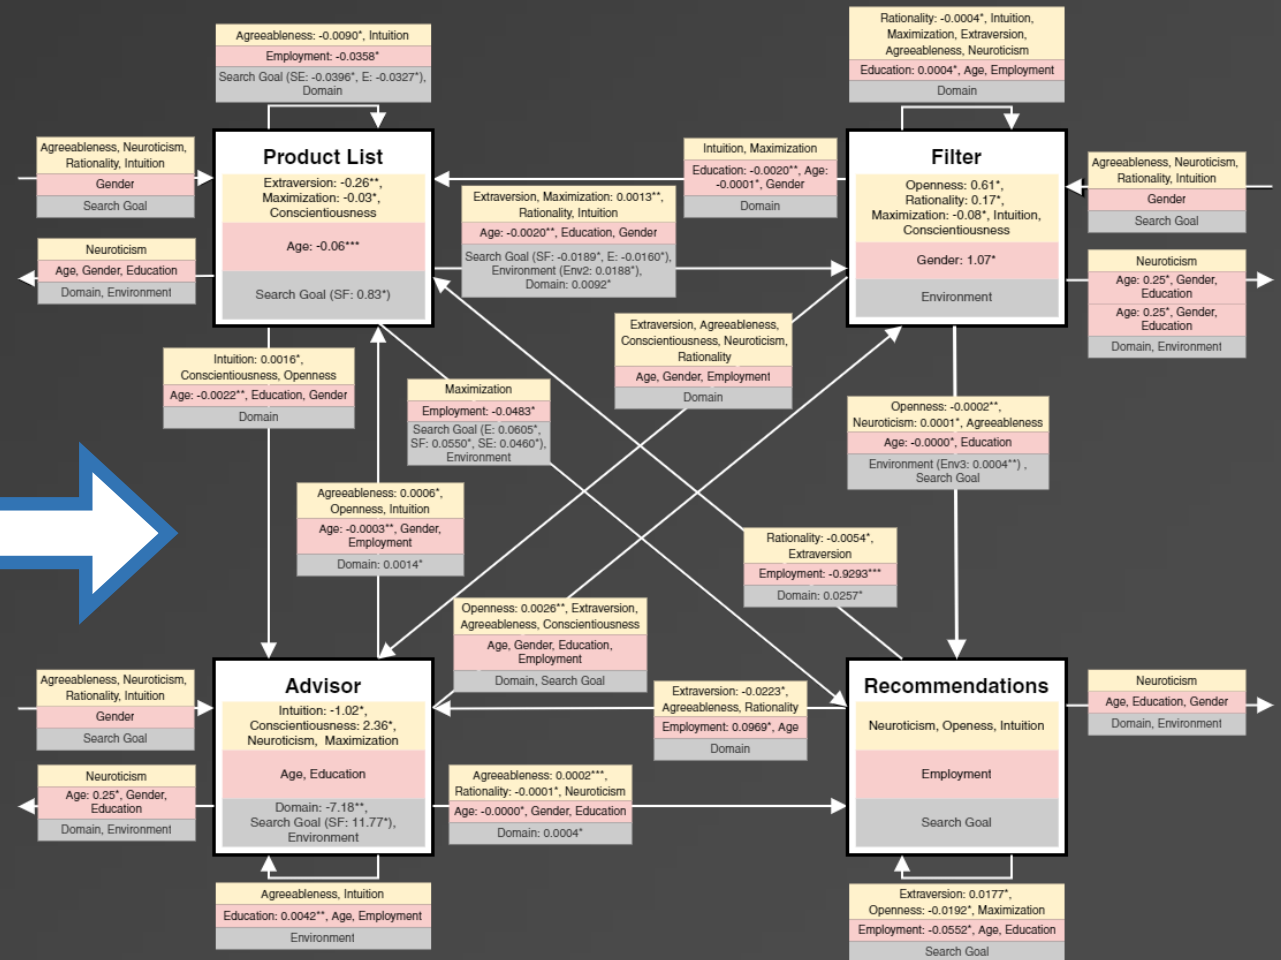 Agreeableness: -0.0090*, Intuition
Employment: -0.0358*
Search Goal (SE: -0.0396*, E: -0.0327*),
Domain
Rationality: -0.0004*, Intuition,
Maximization, Extraversion,
Agreeableness, Neuroticism
Education: 0.0004*, Age, Employment
Domain
Agreeableness, Neuroticism,
Rationality, Intuition
Gender
Search Goal
Neuroticism
Age, Gender, Education
Domain, Environment
Product List
Extraversion: -0.26**,
Maximization: -0.03*,
Conscientiousness
Age: -0.06***
Search Goal (SF: 0.83*)
Intuition, Maximization
Education: -0.0020**, Age:
-0.0001*, Gender
Domain
Extraversion, Maximization: 0.0013**,
Rationality, Intuition
Age: -0.0020**, Education, Gender
Search Goal (SF: -0.0189*, E: -0.0160*),
Environment (Env2: 0.0188*),
Domain: 0.0092*
Filter
Openness: 0.61*,
Rationality: 0.17*,
Maximization: -0.08*, Intuition,
Conscientiousness
Gender: 1.07*
Environment
Agreeableness, Neuroticism,
Rationality, Intuition
Gender
Search Goal
Neuroticism
Age: 0.25*, Gender,
Education
Age: 0.25*, Gender,
Education
Domain, Environment
Intuition: 0.0016*,
Conscientiousness, Openness
Age: -0.0022**, Education, Gender
Domain
Maximization
Employment: -0.0483*
Search Goal (E: 0.0605*,
SF: 0.0550*, SE: 0.0460*),
Environment
Extraversion, Agreeableness,
Conscientiousness, Neuroticism,
Rationality
Age, Gender, Employment
Domain
Openness: -0.0002**,
Neuroticism: 0.0001*, Agreeableness
Age: -0.0000*, Education
Environment (Env3: 0.0004**) ,
Search Goal
Agreeableness: 0.0006*,
Openness, Intuition
Age: -0.0003**, Gender,
Employment
Domain: 0.0014*
Rationality: -0.0054*,
Extraversion
Employment: -0.9293***
Domain: 0.0257*
Openness: 0.0026**, Extraversion,
Agreeableness, Conscientiousness
Age, Gender, Education,
Employment
Domain, Search Goal
Agreeableness, Neuroticism,
Rationality, Intuition
Gender
Search Goal
Neuroticism
Age: 0.25*, Gender,
Education
Domain, Environment
Advisor
Intuition: -1.02*,
Conscientiousness: 2.36*,
Neuroticism, Maximization
Age, Education
Domain: -7.18**,
Search Goal (SF: 11.77*),
Environment
Extraversion: -0.0223*,
Agreeableness, Rationality
Employment: 0.0969*, Age
Domain
Agreeableness: 0.0002***,
Rationality: -0.0001*, Neuroticism
Age: -0.0000*, Gender, Education
Domain: 0.0004*
Recommendations
Neuroticism, Openess, Intuition
Employment
Search Goal
Neuroticism
Age, Education, Gender
Domain, Environment
Agreeableness, Intuition
Education: 0.0042**, Age, Employment
Environment
Extraversion: 0.0177*,
Openness: -0.0192*, Maximization
Employment: -0.0552*, Age, Education
Search Goal